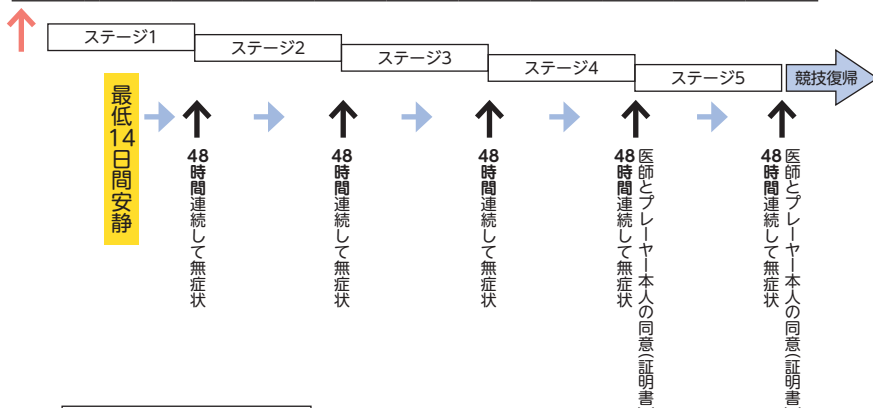 ステージ1
ステージ2
ステージ3
ステージ4
ステージ5
競技復帰
最低14日間安静
48時間連続して無症状
48時間連続して無症状
48時間連続して無症状
医師とプレーヤー本人の同意(証明書
48時間連続して無症状
医師とプレーヤー本人の同意(証明書
48時間連続して無症状